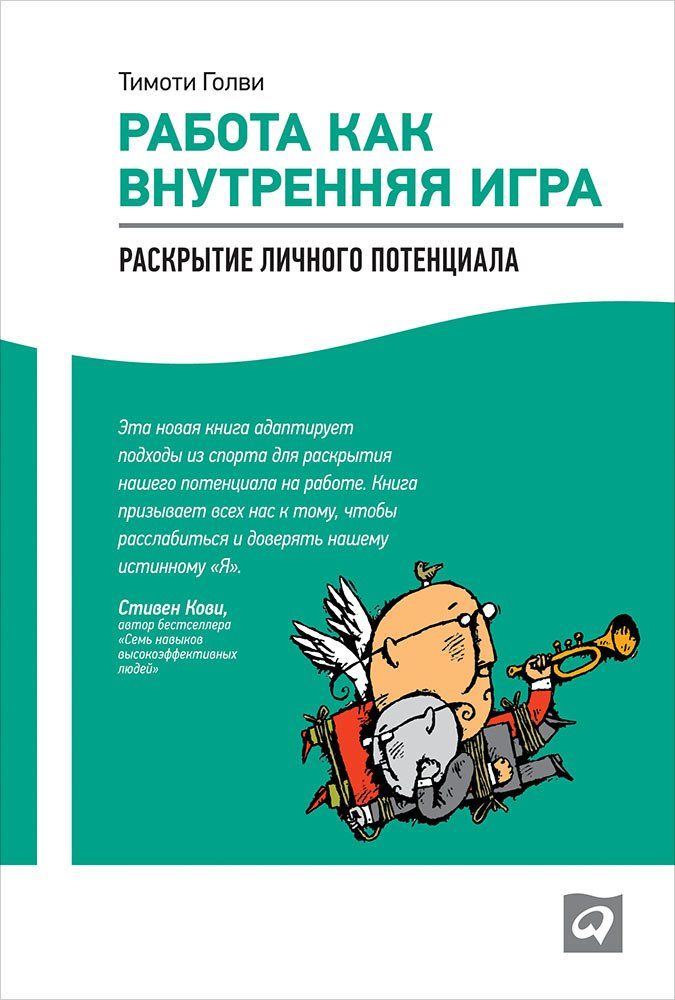 Тимоти Голви
РАБОТА КАК
ВНУТРЕННЯЯ ИГРА
РАСКРЫТИЕ ЛИЧНОГО ПОТЕНЦИАЛА
Эта новая книга адаптирует
подходы из спорта для раскрытия
нашего потенциала на работе. Книга
призывает всех нас к тому, чтобы
расслабиться и доверять нашему
истинному «Я».
Стивен Кови,
автор бестселлера
«Семь навыков
высокоэффективных
людей»